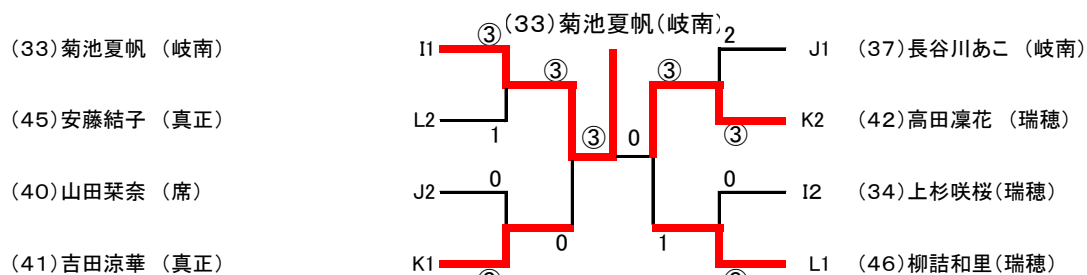 (33)菊池夏帆(岐南)
(33)菊池夏帆 (岐南) I1 ③ ③ ③ 2 J1 (37)長谷川あこ (岐南)
(45)安藤結子 (真正) L2 1 ③ 0 ③ K2 (42)高田凜花 (瑞穂)
(40)山田栞奈 (席) J2 0 0 I2 (34)上杉咲桜(瑞穂)
(41)吉田涼華 (真正) K1 ③ 0 1 ③ L1 (46)柳詰和里(瑞穂)